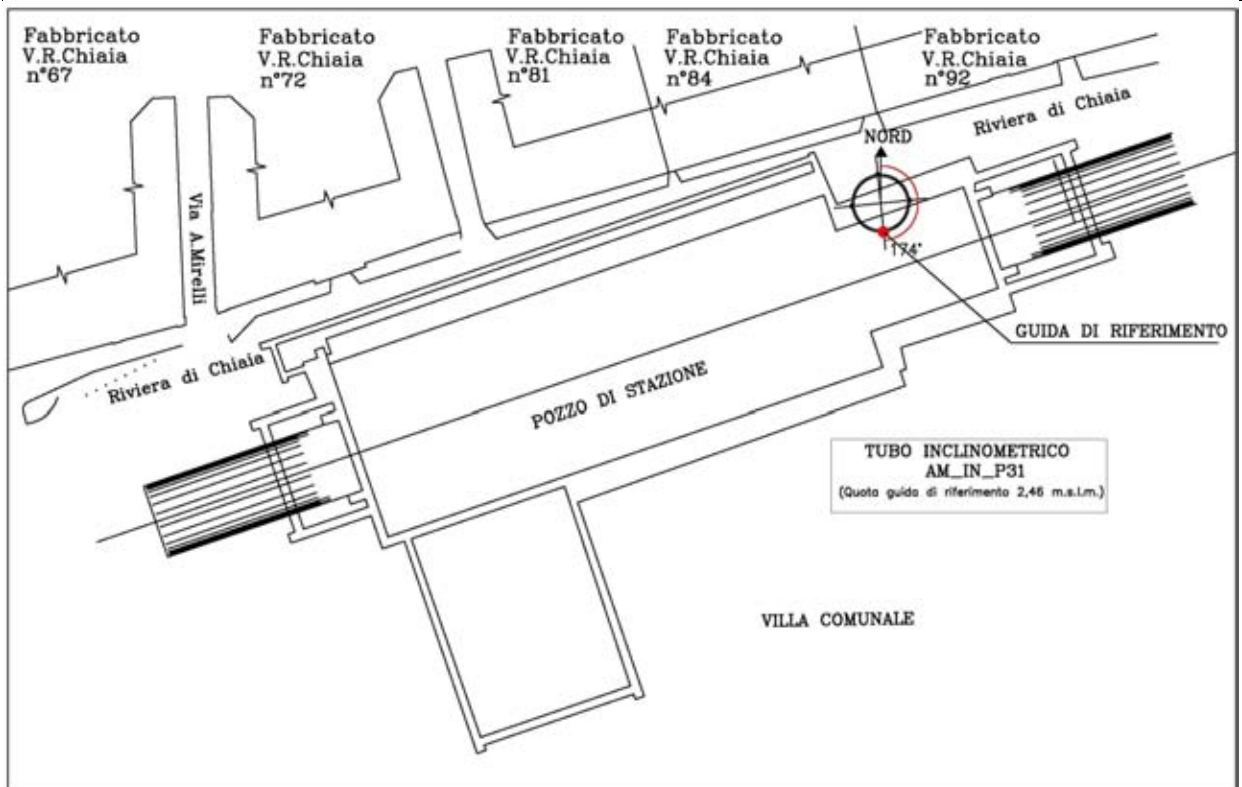 Fabbricato
V.R.Chiaia
n°67
Fabbricato
V.R.Chiaia
n°72
Fabbricato
V.R.Chiaia
n°81
Fabbricato
V.R.Chiaia
n°84
Fabbricato
V.R.Chiaia
n°92
Riviera di Chiaia
NORD
Via A.Mirelli
174°
GUIDA DI RIFERIMENTO
Riviera di Chiaia
POZZO DI STAZIONE
TUBO INCLINOMETRICO
AM_IN_P31
(Quota guida di riferimento 2,46 m.s.l.m.)
VILLA COMUNALE